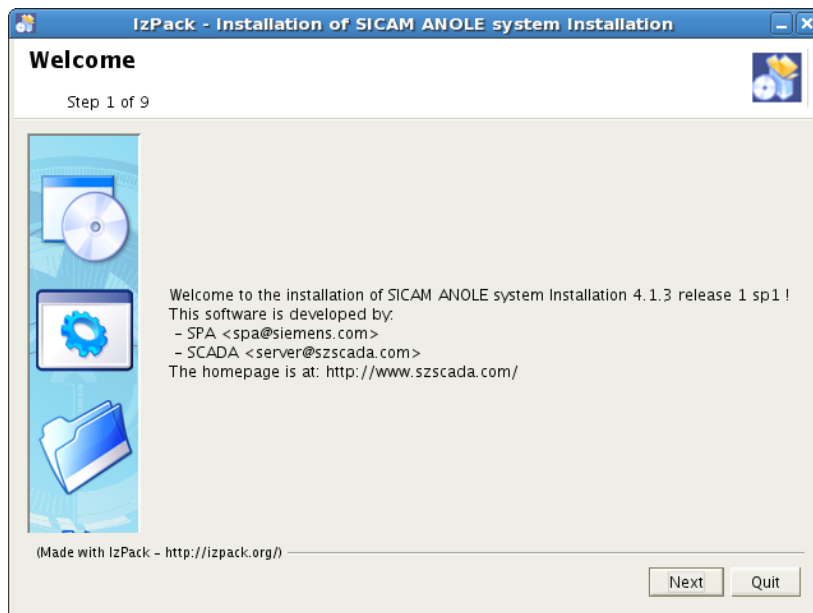 IzPack - Installation of SICAM ANOLE system Installation
Welcome
Step 1 of 9
Welcome to the installation of SICAM ANOLE system Installation 4.1.3 release 1 sp1 !
This software is developed by:
- SPA <spa@siemens.com>
- SCADA <server@szscada.com>
The homepage is at: http://www.szscada.com/
(Made with IzPack - http://izpack.org/)
Next Quit